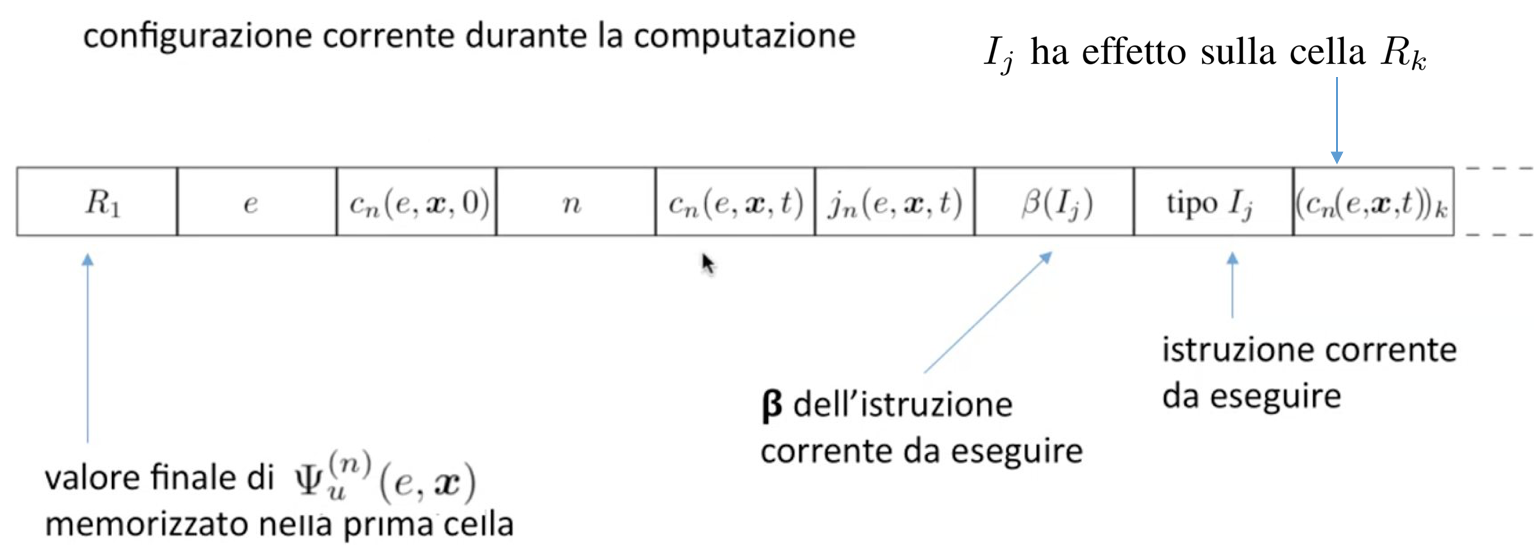 configurazione corrente durante la computazione
I_j ha effetto sulla cella R_k
R_1 e c_n(e, x, 0) n c_n(e, x, t) j_n(e, x, t) β(I_j) tipo I_j (c_n(e,x,t))_k
istruzione corrente
da eseguire
β dell'istruzione
corrente da eseguire
valore finale di Ψ_u^(n)(e, x)
memorizzato nella prima cella